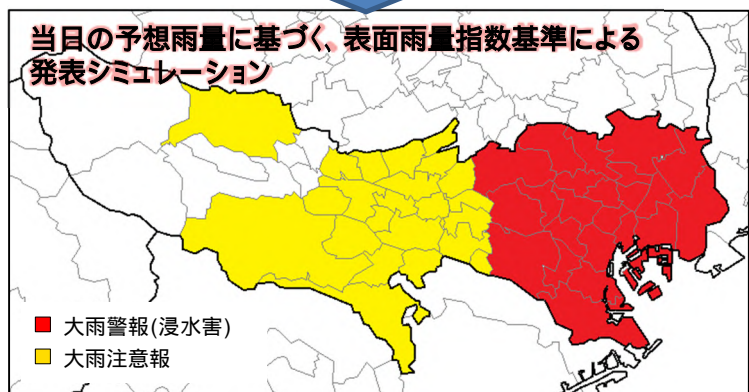 当日の予想雨量に基づく、表面雨量指数基準による
発表シミュレーション
大雨警報(浸水害)
大雨注意報